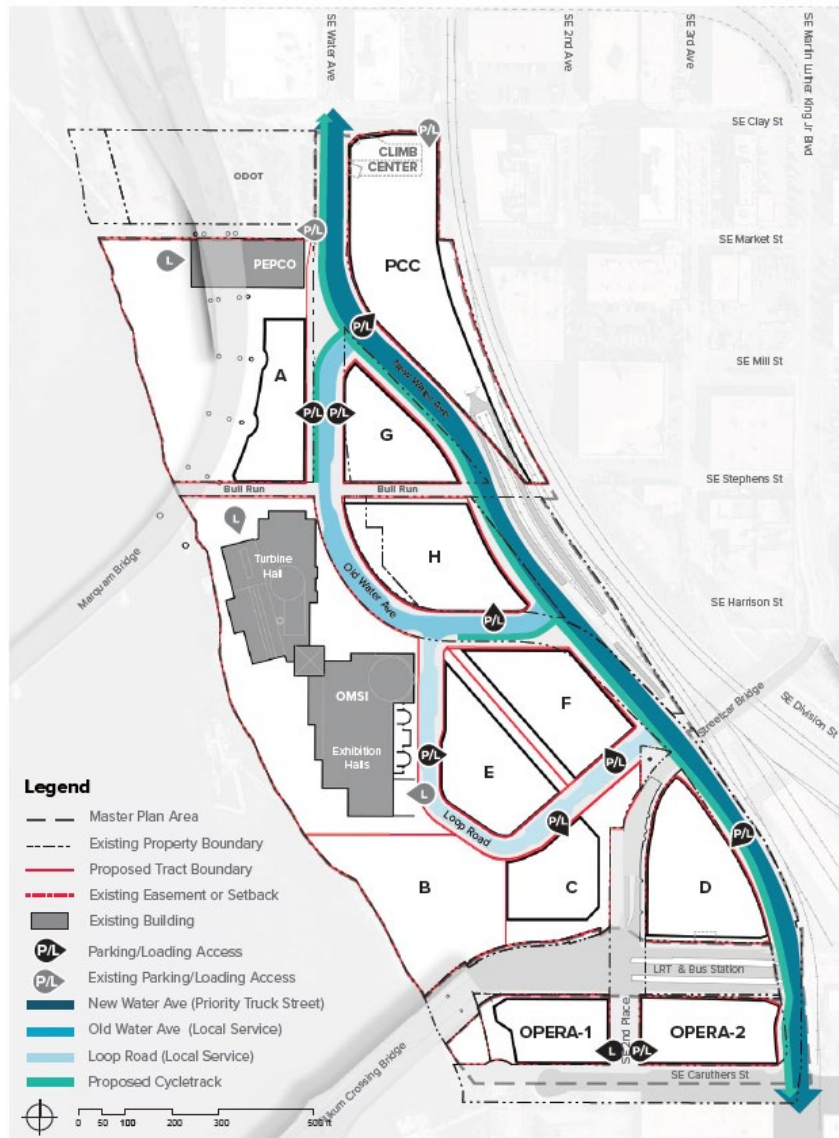 SE Water Ave
SE 2nd Ave
SE 3rd Ave
SE Martin Luther King Jr Blvd
SE Clay St
P/L
CLIMB
CENTER
ODOT
P/L
SE Market St
L
PEPCO
PCC
P/L
New Water Ave
SE Mill St
A
P/L
P/L
G
SE Stephens St
Bull Run
Bull Run
L
Turbine
Hall
Marquam Bridge
Old Water Ave
H
SE Harrison St
P/L
Streetcar Bridge
SE Division St
OMSI
Exhibition
Halls
F
P/L
P/L
E
L
P/L
P/L
Loop Road
B
C
D
LRT & Bus Station
OPERA-1
SE 2nd Place
OPERA-2
L
P/L
SE Caruthers St
ukum Crossing Bridge
Legend
Master Plan Area
Existing Property Boundary
Proposed Tract Boundary
Existing Easement or Setback
Existing Building
P/L
Parking/Loading Access
P/L
Existing Parking/Loading Access
New Water Ave (Priority Truck Street)
Old Water Ave (Local Service)
Loop Road (Local Service)
Proposed Cycletrack
0 50 100 200 300 500 ft